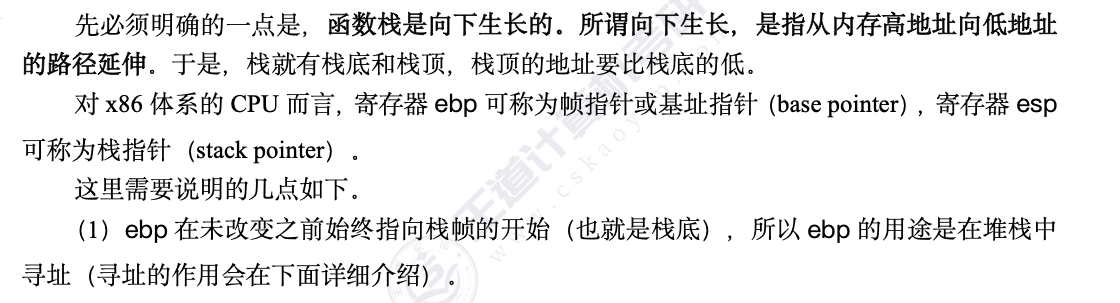 先必须明确的一点是，函数栈是向下生长的。所谓向下生长，是指从内存高地址向低地址
的路径延伸。于是，栈就有栈底和栈顶，栈顶的地址要比栈底的低。
对 x86 体系的 CPU 而言，寄存器 ebp 可称为帧指针或基址指针（base pointer），寄存器 esp
可称为栈指针（stack pointer）。
这里需要说明的几点如下。
（1）ebp 在未改变之前始终指向栈帧的开始（也就是栈底），所以 ebp 的用途是在堆栈中
寻址（寻址的作用会在下面详细介绍）。